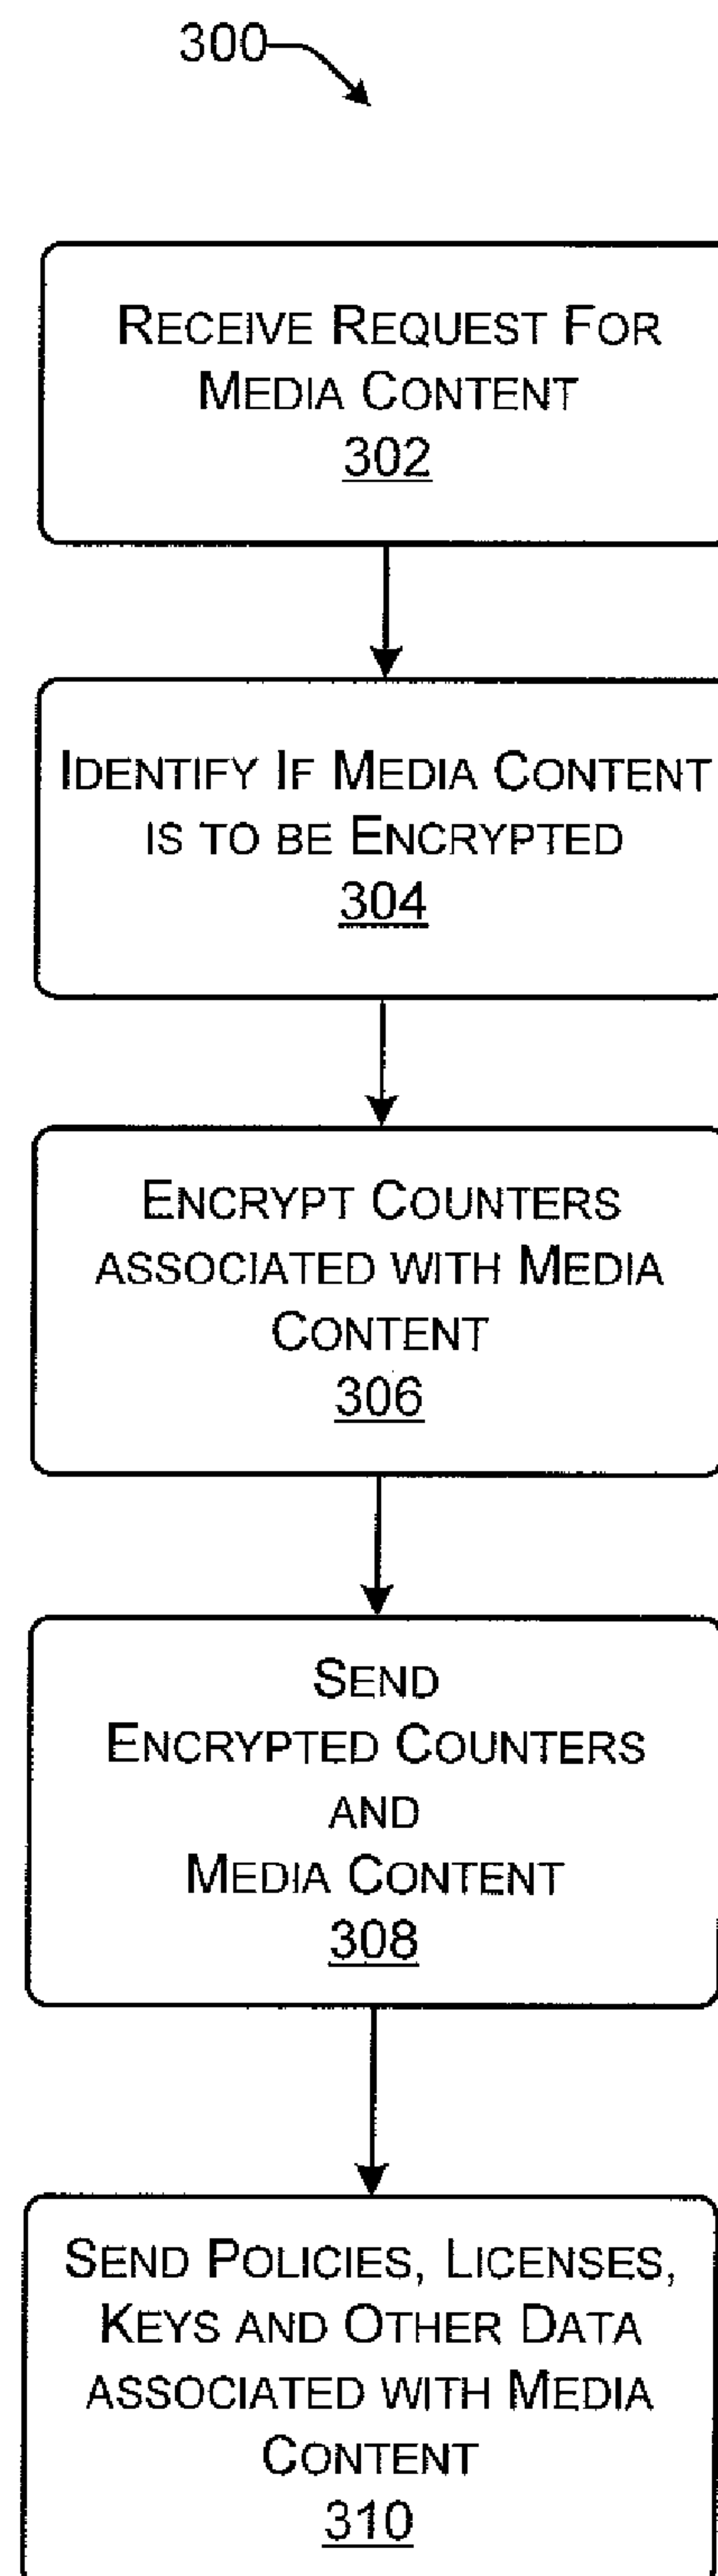 300
RECEIVE REQUEST FOR
MEDIA CONTENT
302
IDENTIFY IF MEDIA CONTENT
IS TO BE ENCRYPTED
304
ENCRYPT COUNTERS
ASSOCIATED WITH MEDIA
CONTENT
306
SEND
ENCRYPTED COUNTERS
AND
MEDIA CONTENT
308
SEND POLICIES, LICENSES,
KEYS AND OTHER DATA
ASSOCIATED WITH MEDIA
CONTENT
310